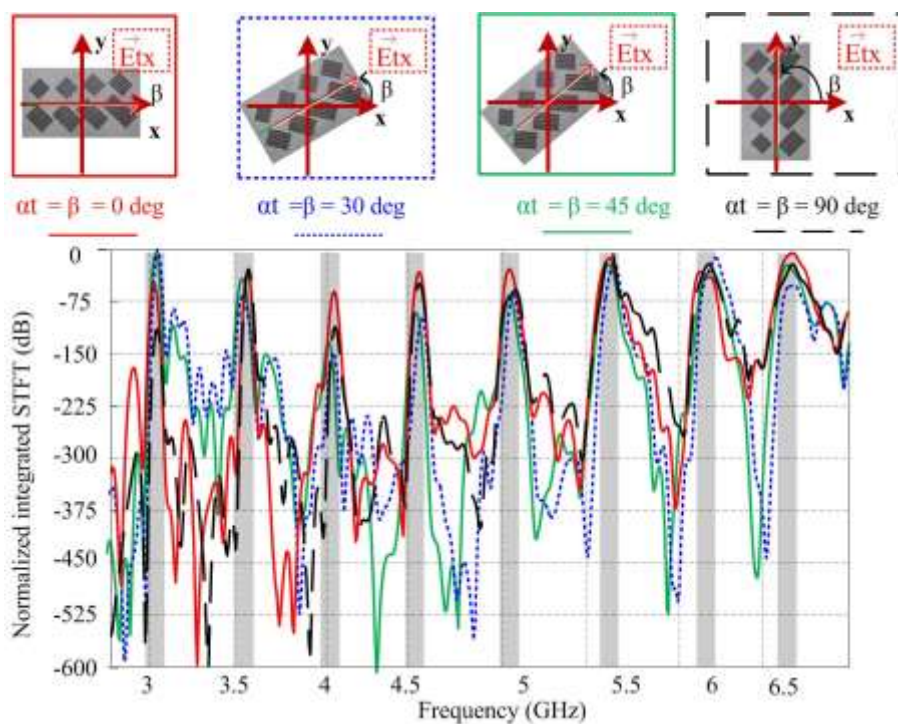 y Etx β x
y Etx β x
y Etx β x
y Etx β x
αt = β = 0 deg
αt =β = 30 deg
αt = β = 45 deg
αt = β = 90 deg
Normalized integrated STFT (dB)
0
-75
-150
-225
-300
-375
-450
-525
-600
3 3.5 4 4.5 5 5.5 6 6.5
Frequency (GHz)